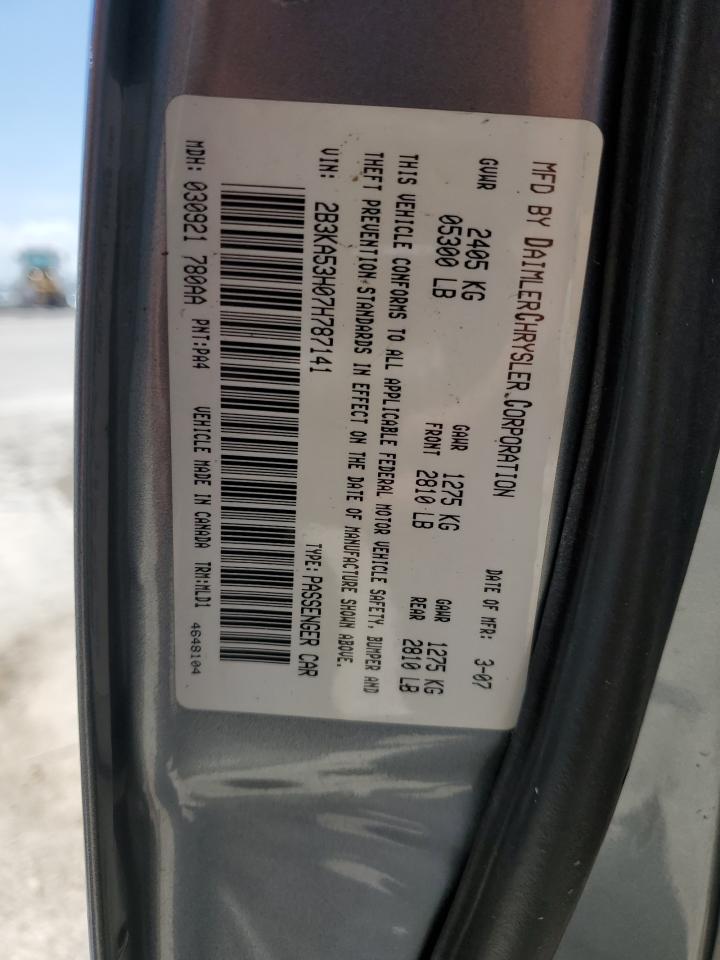 MFD BY DAIMLERCHRYSLER CORPORATION
DATE OF MFR: 3-07
GVWR
2405 KG
05300 LB
GAWR
FRONT
1275 KG
2810 LB
GAWR
REAR
1275 KG
2810 LB
THIS VEHICLE CONFORMS TO ALL APPLICABLE FEDERAL MOTOR VEHICLE SAFETY, BUMPER AND
THEFT PREVENTION STANDARDS IN EFFECT ON THE DATE OF MANUFACTURE SHOWN ABOVE.
VIN: 2B3KA53H07H787141 TYPE: PASSENGER CAR
MDH: 030921 780AA PNT:PA4 VEHICLE MADE IN CANADA TRM:MLD1 4648104